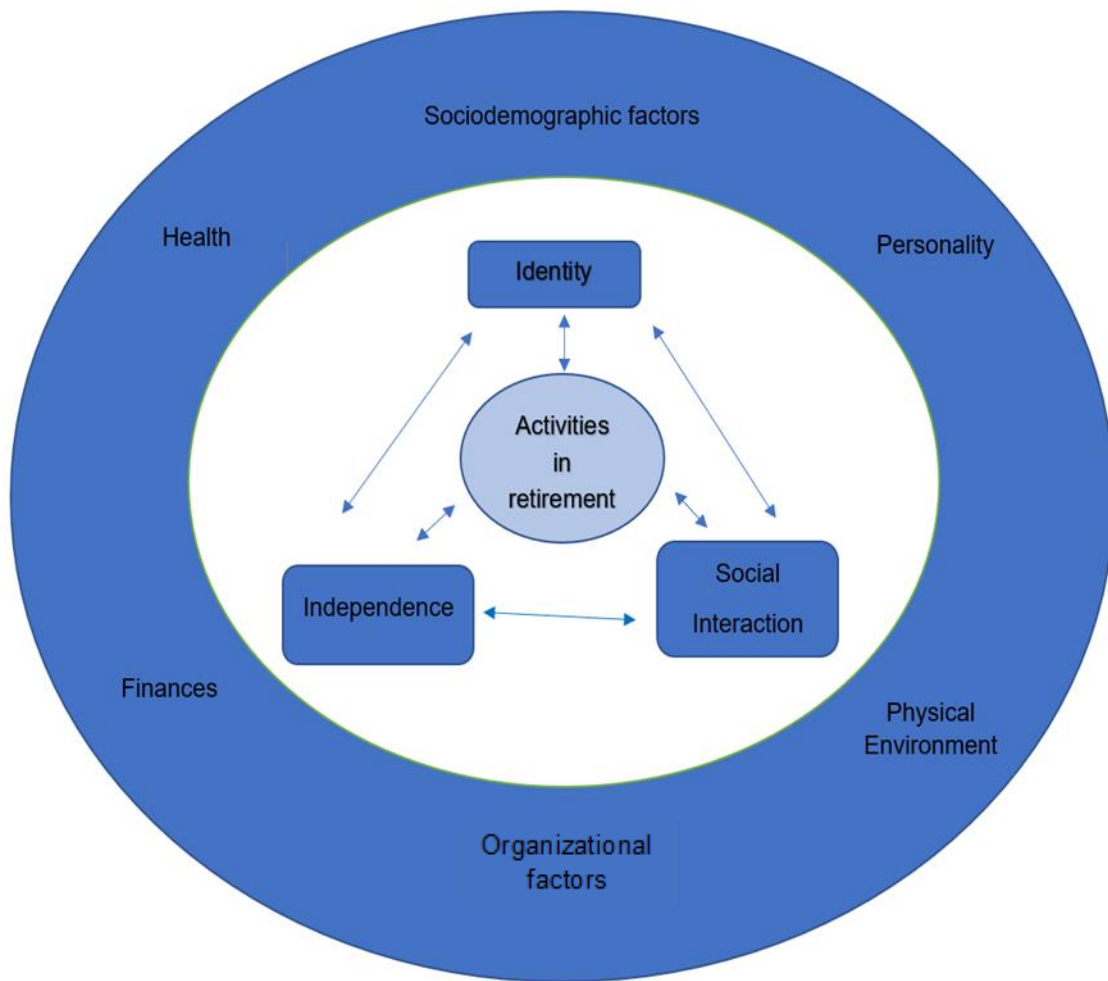 Sociodemographic factors
Health
Personality
Identity
Activities
in
retirement
Independence
Social
Interaction
Finances
Physical
Environment
Organizational
factors